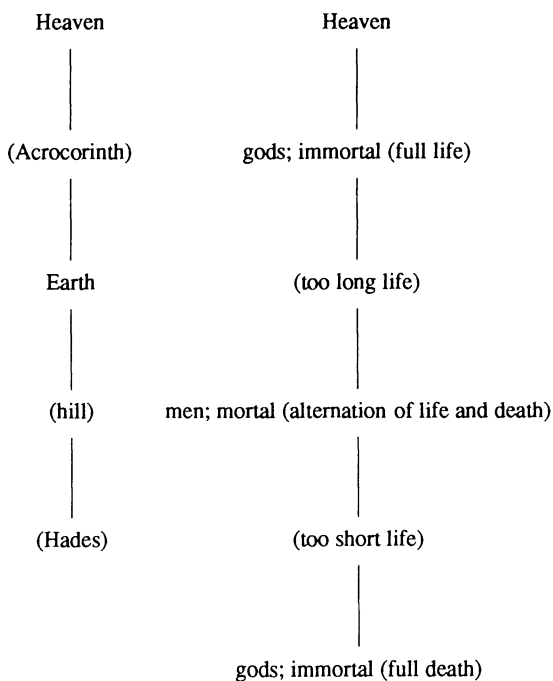 Heaven
Heaven
(Acrocorinth)
gods; immortal (full life)
Earth
(too long life)
(hill)
men; mortal (alternation of life and death)
(Hades)
(too short life)
gods; immortal (full death)